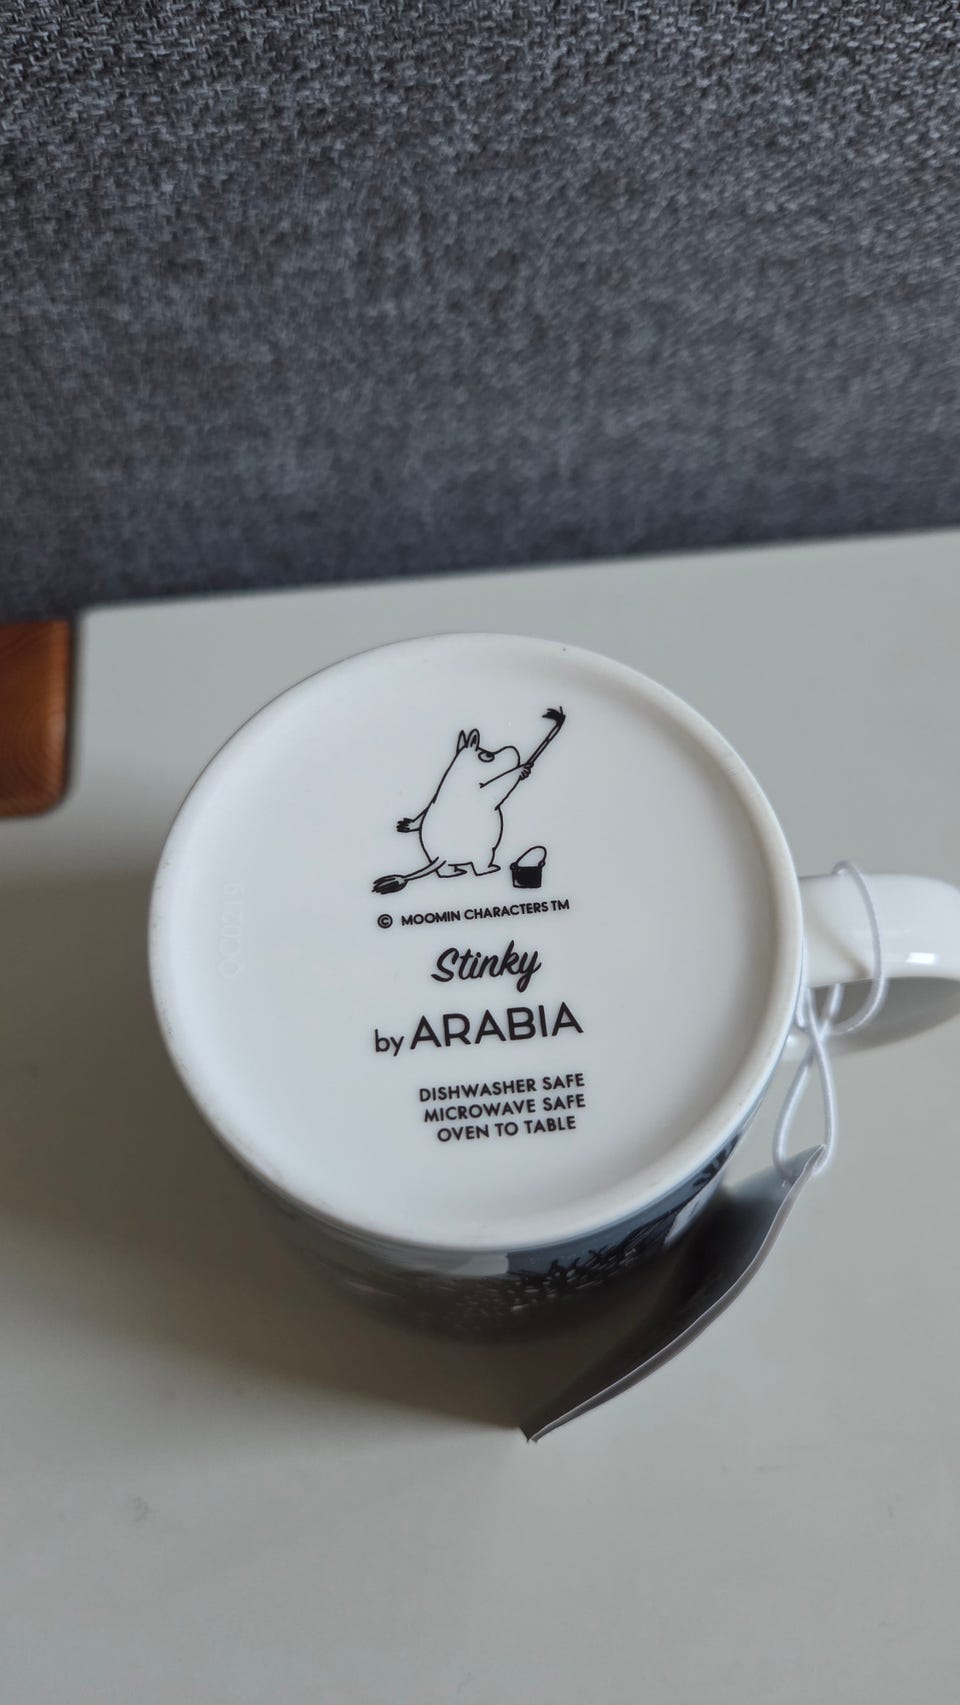 © MOOMIN CHARACTERS TM
Stinky
by ARABIA
DISHWASHER SAFE
MICROWAVE SAFE
OVEN TO TABLE